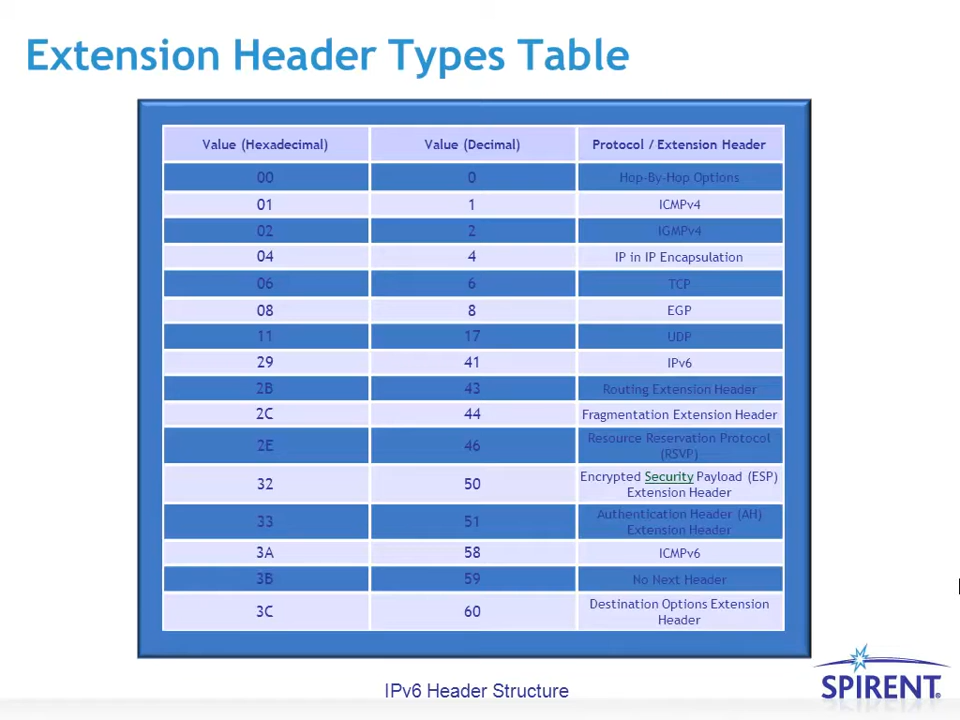 Extension Header Types Table
Value (Hexadecimal) Value (Decimal) Protocol / Extension Header
00 0 Hop-By-Hop Options
01 1 ICMPv4
02 2 IGMPv4
04 4 IP in IP Encapsulation
06 6 TCP
08 8 EGP
11 17 UDP
29 41 IPv6
2B 43 Routing Extension Header
2C 44 Fragmentation Extension Header
2E 46 Resource Reservation Protocol
(RSVP)
32 50 Encrypted Security Payload (ESP)
Extension Header
33 51 Authentication Header (AH)
Extension Header
3A 58 ICMPv6
3B 59 No Next Header
3C 60 Destination Options Extension
Header
IPv6 Header Structure
SPIRENT®